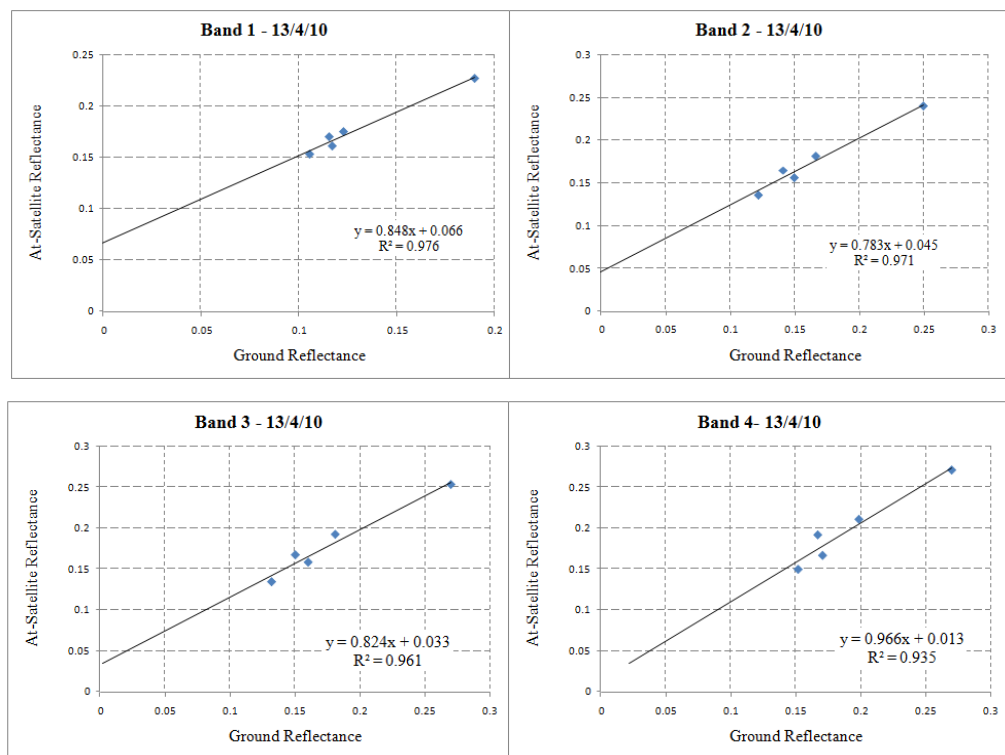 Band 1 - 13/4/10
At-Satellite Reflectance
0.25
0.2
0.15
0.1
0.05
0
y = 0.848x + 0.066
R² = 0.976
0 0.05 0.1 0.15 0.2
Ground Reflectance
Band 2 - 13/4/10
At-Satellite Reflectance
0.3
0.25
0.2
0.15
0.1
0.05
0
y = 0.783x + 0.045
R² = 0.971
0 0.05 0.1 0.15 0.2 0.25 0.3
Ground Reflectance
Band 3 - 13/4/10
At-Satellite Reflectance
0.3
0.25
0.2
0.15
0.1
0.05
0
y = 0.824x + 0.033
R² = 0.961
0 0.05 0.1 0.15 0.2 0.25 0.3
Ground Reflectance
Band 4- 13/4/10
At-Satellite Reflectance
0.3
0.25
0.2
0.15
0.1
0.05
0
y = 0.966x + 0.013
R² = 0.935
0 0.05 0.1 0.15 0.2 0.25 0.3
Ground Reflectance